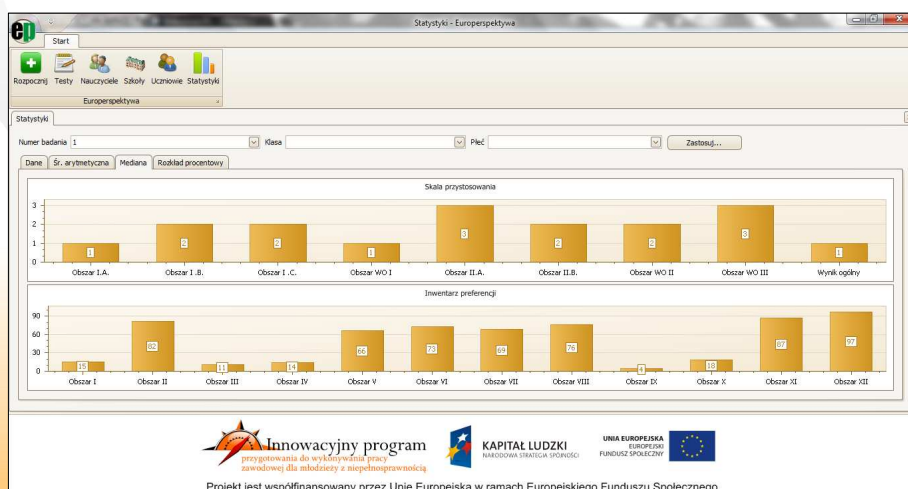 Statystyki - Europerspektywa
ep
Start
Rozpocznij Testy Nauczyciele Szkoły Uczniowie Statystyki
Europerspektywa
Statystyki
Numer badania 1 Klasa Płeć Zastosuj...
Dane Śr. arytmetyczna Mediana Rozkład procentowy
Skala przystosowania
3
2
1
0
1 2 2 1 3 2 2 3 1
Obszar I.A. Obszar I .B. Obszar I .C. Obszar WO I Obszar II.A. Obszar II.B. Obszar WO II Obszar WO III Wynik ogólny
Inwentarz preferencji
90
60
30
0
15 82 11 14 66 73 69 76 4 18 87 97
Obszar I Obszar II Obszar III Obszar IV Obszar V Obszar VI Obszar VII Obszar VIII Obszar IX Obszar X Obszar XI Obszar XII
Innowacyjny program
przygotowania do wykonywania pracy
zawodowej dla młodzieży z niepełnosprawnością
KAPITAŁ LUDZKI
NARODOWA STRATEGIA SPÓJNOŚCI
UNIA EUROPEJSKA
EUROPEJSKI
FUNDUSZ SPOŁECZNY
Projekt jest współfinansowany przez Unię Europejską w ramach Europejskiego Funduszu Społecznego